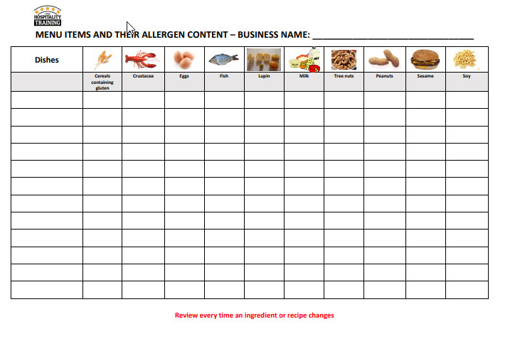 HOSPITALITY
TRAINING
MENU ITEMS AND THEIR ALLERGEN CONTENT – BUSINESS NAME: ___________________________________
Dishes
Cereals containing gluten
Crustacea
Eggs
Fish
Lupin
Milk
Tree nuts
Peanuts
Sesame
Soy
Review every time an ingredient or recipe changes